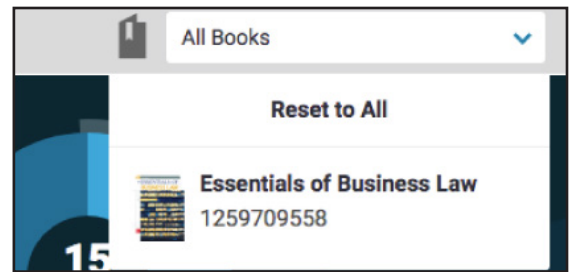 All Books
Reset to All
Essentials of Business Law
1259709558
15